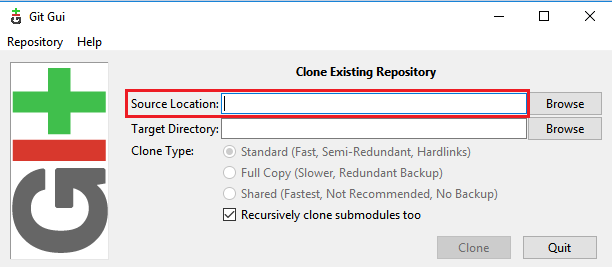 Git Gui
Repository Help
Clone Existing Repository
Source Location: Browse
Target Directory: Browse
Clone Type: Standard (Fast, Semi-Redundant, Hardlinks)
Full Copy (Slower, Redundant Backup)
Shared (Fastest, Not Recommended, No Backup)
Recursively clone submodules too
Clone Quit
GIT